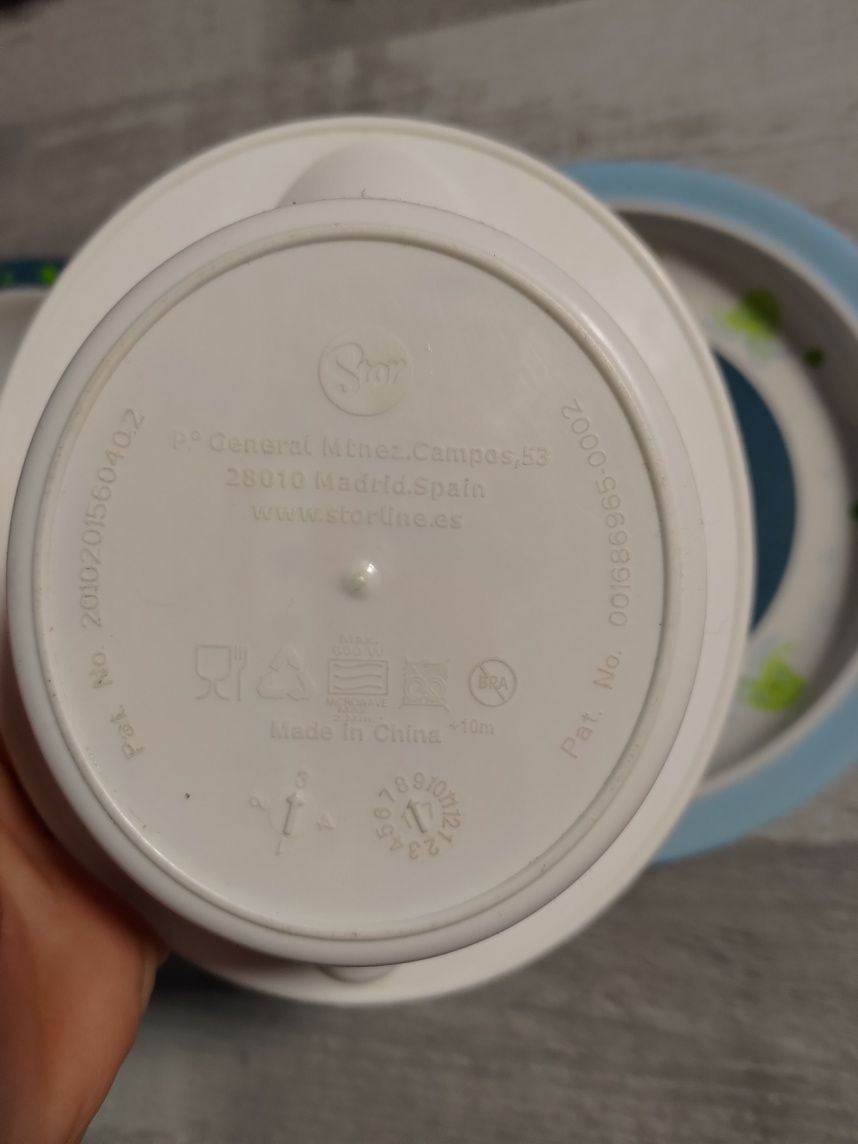 Stor
P.º General Mtnez.Campos,53
28010 Madrid.Spain
www.storline.es
Pat. No. 201020156040.2
Pat. No. 001686965-0002
Max.
600 W
MICROWAVE
BRA
Made in China +10m
1 2 3 4
1 2 3 4 5 6 7 8 9 10 11 12
17